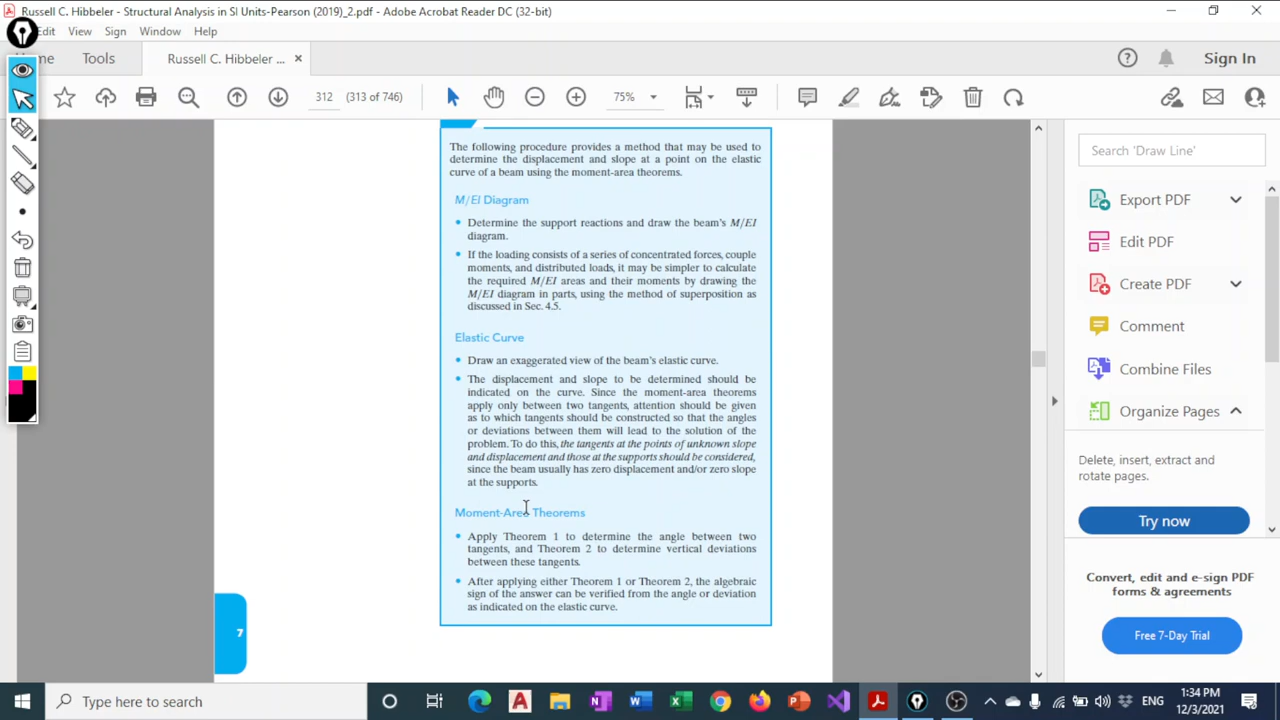 Russell C. Hibbeler - Structural Analysis in SI Units-Pearson (2019)_2.pdf - Adobe Acrobat Reader DC (32-bit)
Edit View Sign Window Help
Tools
Russell C. Hibbeler ...
Sign In
312 (313 of 746)
75%
The following procedure provides a method that may be used to
determine the displacement and slope at a point on the elastic
curve of a beam using the moment-area theorems.
M/EI Diagram
• Determine the support reactions and draw the beam's M/EI
diagram.
• If the loading consists of a series of concentrated forces, couple
moments, and distributed loads, it may be simpler to calculate
the required M/EI areas and their moments by drawing the
M/EI diagram in parts, using the method of superposition as
discussed in Sec. 4.5.
Elastic Curve
• Draw an exaggerated view of the beam's elastic curve.
• The displacement and slope to be determined should be
indicated on the curve. Since the moment-area theorems
apply only between two tangents, attention should be given
as to which tangents should be constructed so that the angles
or deviations between them will lead to the solution of the
problem. To do this, the tangents at the points of unknown slope
and displacement and those at the supports should be considered,
since the beam usually has zero displacement and/or zero slope
at the supports.
Moment-Area Theorems
• Apply Theorem 1 to determine the angle between two
tangents, and Theorem 2 to determine vertical deviations
between these tangents.
• After applying either Theorem 1 or Theorem 2, the algebraic
sign of the answer can be verified from the angle or deviation
as indicated on the elastic curve.
7
Search 'Draw Line'
Export PDF
Edit PDF
Create PDF
Comment
Combine Files
Organize Pages
Delete, insert, extract and
rotate pages.
Try now
Convert, edit and e-sign PDF
forms & agreements
Free 7-Day Trial
Type here to search
ENG
1:34 PM
12/3/2021